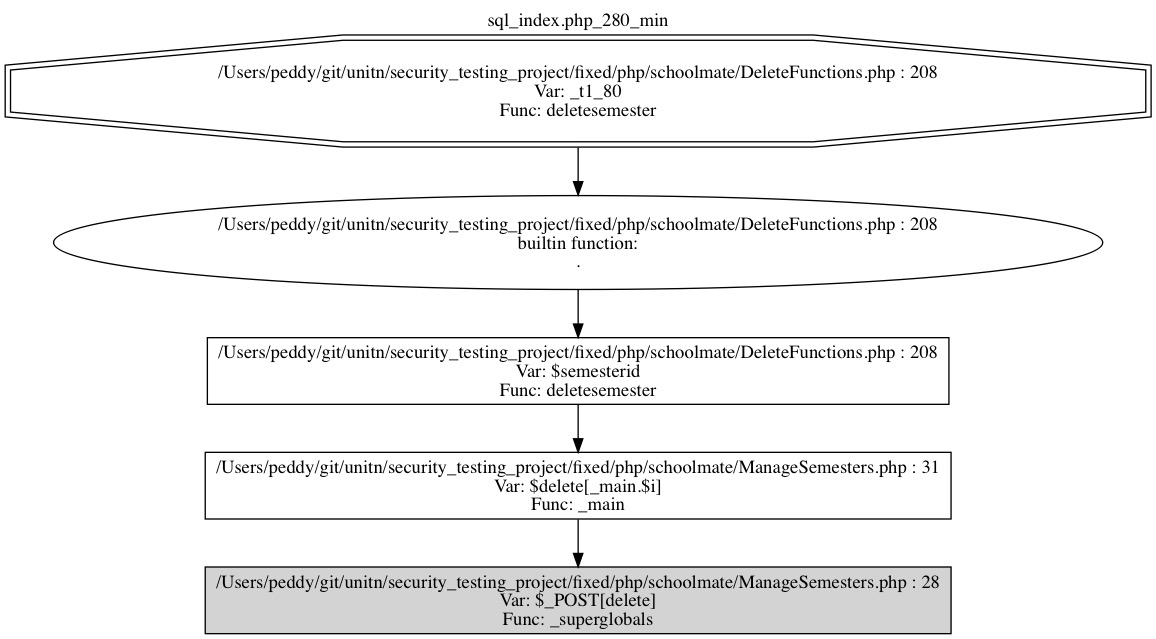 sql_index.php_280_min
/Users/peddy/git/unitn/security_testing_project/fixed/php/schoolmate/DeleteFunctions.php : 208
Var: _t1_80
Func: deletesemester
/Users/peddy/git/unitn/security_testing_project/fixed/php/schoolmate/DeleteFunctions.php : 208
builtin function:
.
/Users/peddy/git/unitn/security_testing_project/fixed/php/schoolmate/DeleteFunctions.php : 208
Var: $semesterid
Func: deletesemester
/Users/peddy/git/unitn/security_testing_project/fixed/php/schoolmate/ManageSemesters.php : 31
Var: $delete[_main.$i]
Func: _main
/Users/peddy/git/unitn/security_testing_project/fixed/php/schoolmate/ManageSemesters.php : 28
Var: $_POST[delete]
Func: _superglobals